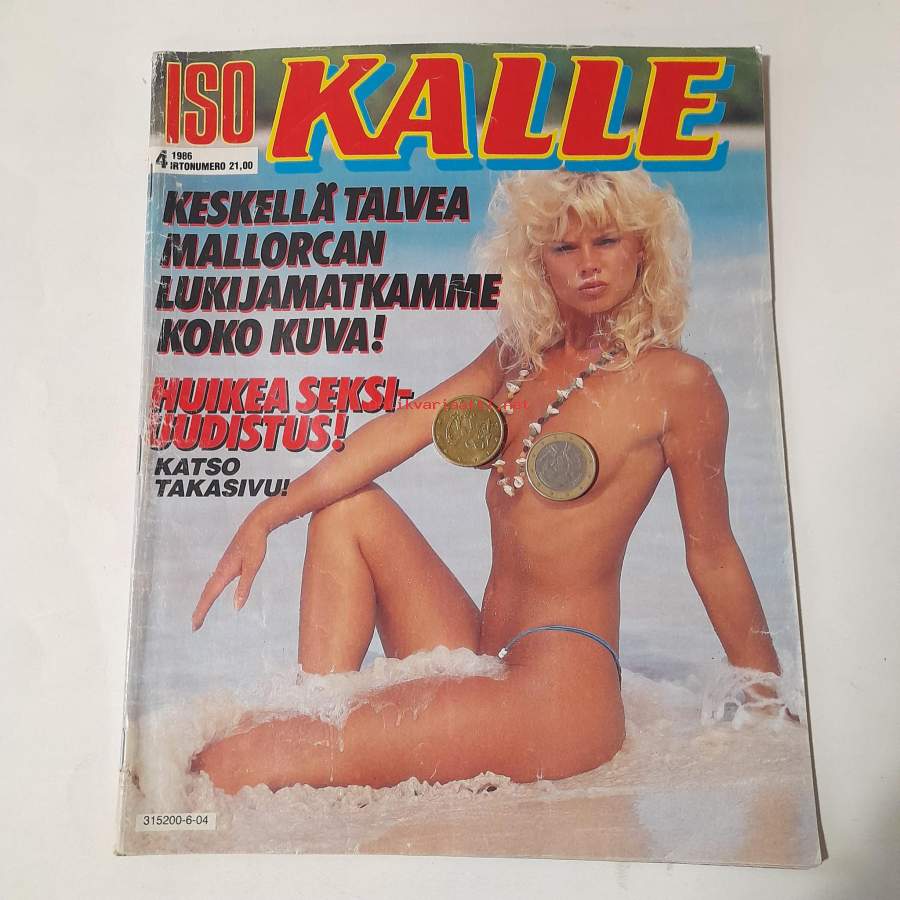 ISO KALLE
4 1986
IRTONUMERO 21,00
KESKELLÄ TALVEA
MALLORCAN
LUKIJAMATKAMME
KOKO KUVA!
HUIKEA SEKSI-
UUDISTUS!
KATSO
TAKASIVU!
315200-6-04